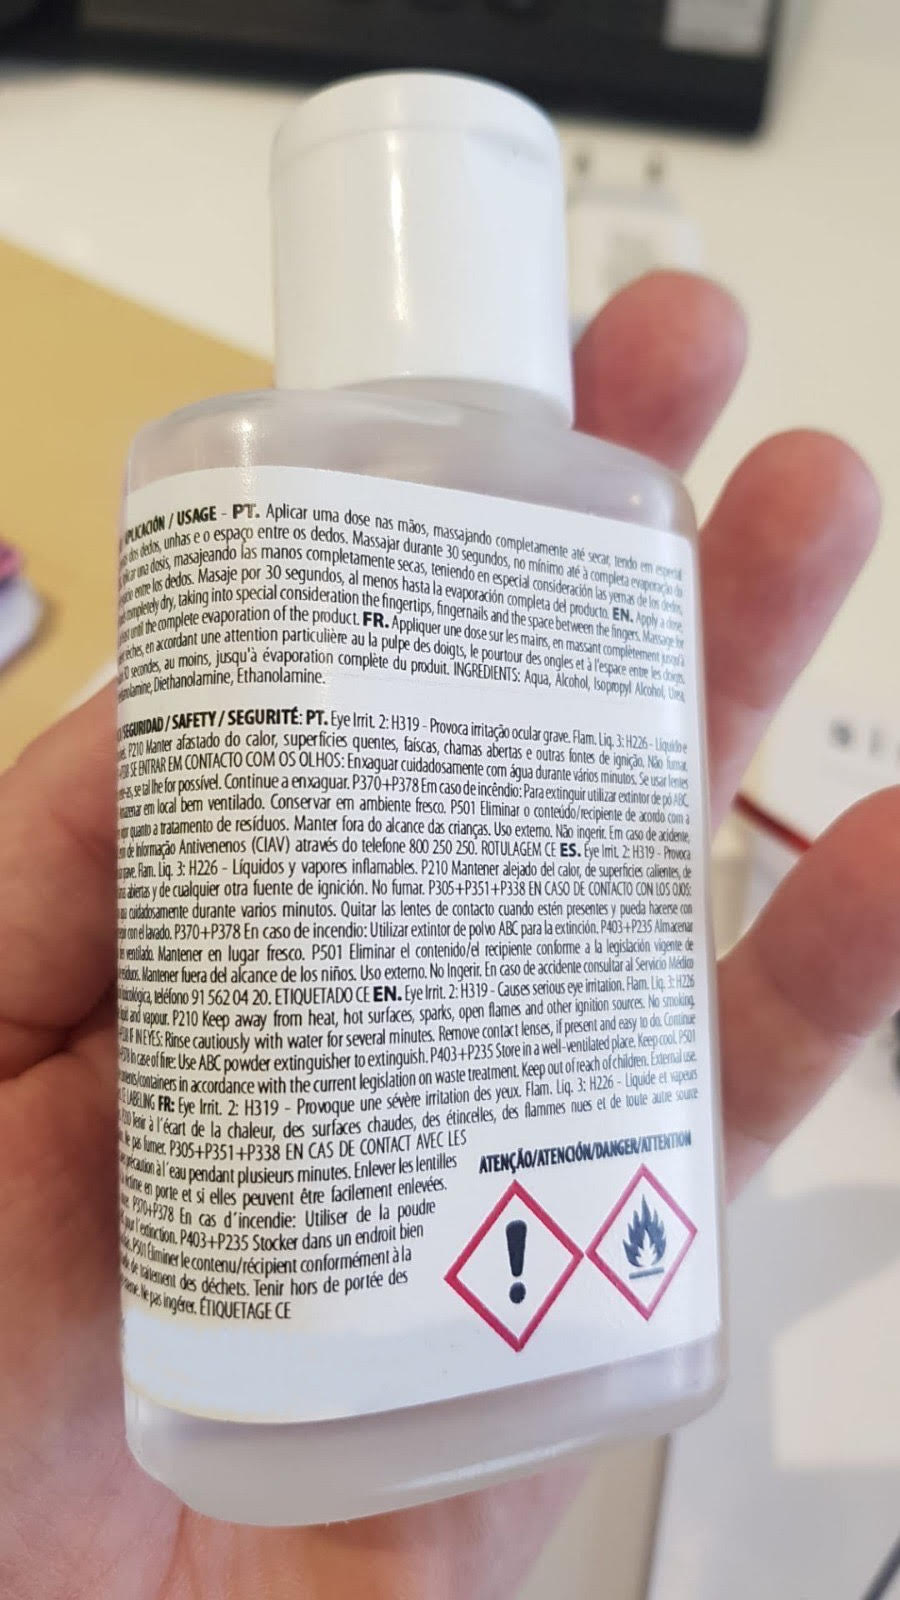 APLICACIÓN / USAGE - PT. Aplicar uma dose nas mãos, massajando completamente até secar, tendo em especial
dos dedos, unhas e o espaço entre os dedos. Massajar durante 30 segundos, no mínimo até à completa evaporação do
una dosis, masajeando las manos completamente secas, teniendo en especial consideración las yemas de los dedos,
entre los dedos. Masaje por 30 segundos, al menos hasta la evaporación completa del producto. EN. Apply a dose,
completely dry, taking into special consideration the fingertips, fingernails and the space between the fingers. Massage for
until the complete evaporation of the product. FR. Appliquer une dose sur les mains, en massant complètement jusqu'à
en accordant une attention particulière au la pulpe des doigts, le pourtour des ongles et à l'espace entre les doigts.
secondes, au moins, jusqu'à évaporation complète du produit. INGREDIENTS: Aqua, Alcohol, Isopropyl Alcohol, Urea,
Diethanolamine, Ethanolamine.
SEGURIDAD / SAFETY / SEGURITÉ: PT. Eye Irrit. 2: H319 - Provoca irritação ocular grave. Flam. Liq. 3: H226 - Líquido e
P210 Manter afastado do calor, superfícies quentes, faíscas, chamas abertas e outras fontes de ignição. Não fumar.
SE ENTRAR EM CONTACTO COM OS OLHOS: Enxaguar cuidadosamente com água durante vários minutos. Se usar lentes
se tal lhe for possível. Continue a enxaguar. P370+P378 Em caso de incêndio: Para extinguir utilizar extintor de pó ABC.
em local bem ventilado. Conservar em ambiente fresco. P501 Eliminar o conteúdo/recipiente de acordo com a
quanto a tratamento de resíduos. Manter fora do alcance das crianças. Uso externo. Não ingerir. Em caso de acidente,
de Informação Antivenenos (CIAV) através do telefone 800 250 250. ROTULAGEM CE ES. Eye Irrit. 2: H319 - Provoca
grave. Flam. Liq. 3: H226 - Líquidos y vapores inflamables. P210 Mantener alejado del calor, de superficies calientes, de
abiertas y de cualquier otra fuente de ignición. No fumar. P305+P351+P338 EN CASO DE CONTACTO CON LOS OJOS:
cuidadosamente durante varios minutos. Quitar las lentes de contacto cuando estén presentes y pueda hacerse con
con el lavado. P370+P378 En caso de incendio: Utilizar extintor de polvo ABC para la extinción. P403+P235 Almacenar
ventilado. Mantener en lugar fresco. P501 Eliminar el contenido/el recipiente conforme a la legislación vigente de
Mantener fuera del alcance de los niños. Uso externo. No Ingerir. En caso de accidente consultar al Servicio Médico
teléfono 91 562 04 20. ETIQUETADO CE EN. Eye Irrit. 2: H319 - Causes serious eye irritation. Flam. Liq. 3: H226
and vapour. P210 Keep away from heat, hot surfaces, sparks, open flames and other ignition sources. No smoking.
IF IN EYES: Rinse cautiously with water for several minutes. Remove contact lenses, if present and easy to do. Continue
in case of fire: Use ABC powder extinguisher to extinguish. P403+P235 Store in a well-ventilated place. Keep cool. P501
contents/containers in accordance with the current legislation on waste treatment. Keep out of reach of children. External use.
LABELING FR: Eye Irrit. 2: H319 - Provoque une sévère irritation des yeux. Flam. Liq. 3: H226 - Liquide et vapeurs
Tenir à l'écart de la chaleur, des surfaces chaudes, des étincelles, des flammes nues et de toute autre source
pas fumer. P305+P351+P338 EN CAS DE CONTACT AVEC LES
précaution à l'eau pendant plusieurs minutes. Enlever les lentilles
en porte et si elles peuvent être facilement enlevées.
P370+P378 En cas d'incendie: Utiliser de la poudre
l'extinction. P403+P235 Stocker dans un endroit bien
P501 Éliminer le contenu/récipient conformément à la
de traitement des déchets. Tenir hors de portée des
Ne pas ingérer. ÉTIQUETAGE CE
ATENÇÃO/ATENCIÓN/DANGER/ATTENTION